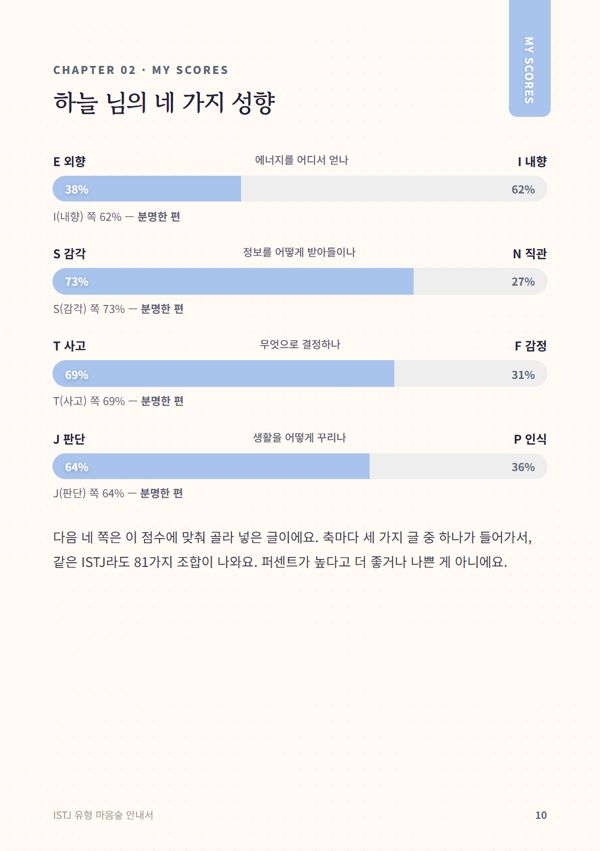 MY SCORES
CHAPTER 02 · MY SCORES
하늘 님의 네 가지 성향
E 외향 에너지를 어디서 얻나 I 내향
38% 62%
I(내향) 쪽 62% — 분명한 편
S 감각 정보를 어떻게 받아들이나 N 직관
73% 27%
S(감각) 쪽 73% — 분명한 편
T 사고 무엇으로 결정하나 F 감정
69% 31%
T(사고) 쪽 69% — 분명한 편
J 판단 생활을 어떻게 꾸리나 P 인식
64% 36%
J(판단) 쪽 64% — 분명한 편
다음 네 쪽은 이 점수에 맞춰 골라 넣은 글이에요. 축마다 세 가지 글 중 하나가 들어가서,
같은 ISTJ라도 81가지 조합이 나와요. 퍼센트가 높다고 더 좋거나 나쁜 게 아니에요.
ISTJ 유형 마음숲 안내서 10